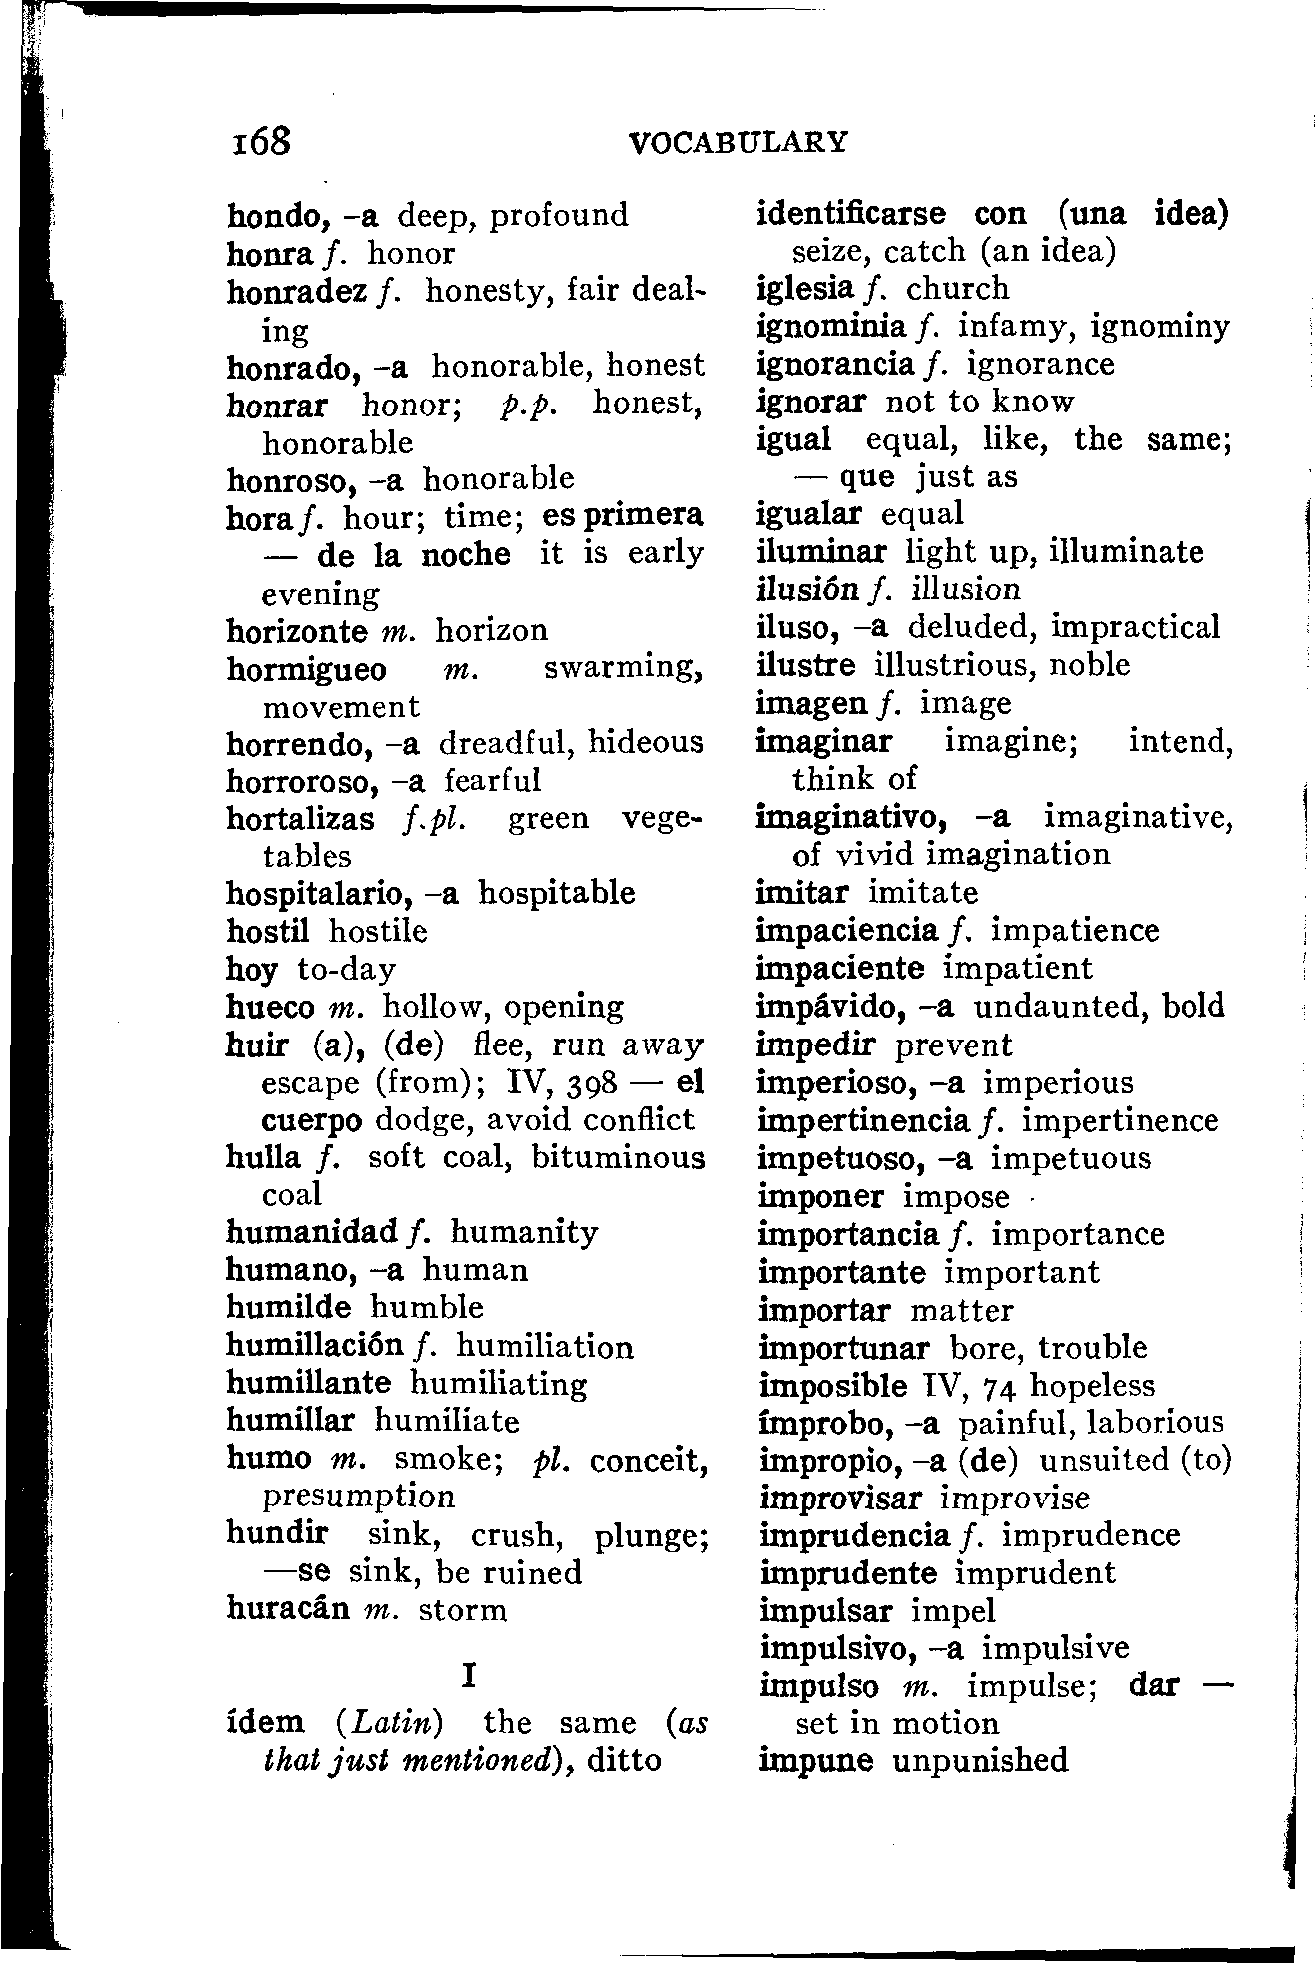 168
VOCABULARY
hondo, –a deep, profound
honra f. honor
honradez f. honesty, fair deal-
ing
honrado, –a honorable, honest
honrar honor; p.p. honest,
honorable
honroso, –a honorable
hora f. hour; time; es primera
— de la noche it is early
evening
horizonte m. horizon
hormigueo m. swarming,
movement
horrendo, –a dreadful, hideous
horroroso, –a fearful
hortalizas f.pl. green vege-
tables
hospitalario, –a hospitable
hostil hostile
hoy to-day
hueco m. hollow, opening
huir (a), (de) flee, run away
escape (from); IV, 398 — el
cuerpo dodge, avoid conflict
hulla f. soft coal, bituminous
coal
humanidad f. humanity
humano, –a human
humilde humble
humillación f. humiliation
humillante humiliating
humillar humiliate
humo m. smoke; pl. conceit,
presumption
hundir sink, crush, plunge;
—se sink, be ruined
huracán m. storm
I
ídem (Latin) the same (as
that just mentioned), ditto
identificarse con (una idea)
seize, catch (an idea)
iglesia f. church
ignominia f. infamy, ignominy
ignorancia f. ignorance
ignorar not to know
igual equal, like, the same;
— que just as
igualar equal
iluminar light up, illuminate
ilusión f. illusion
iluso, –a deluded, impractical
ilustre illustrious, noble
imagen f. image
imaginar imagine; intend,
think of
imaginativo, –a imaginative,
of vivid imagination
imitar imitate
impaciencia f. impatience
impaciente impatient
impávido, –a undaunted, bold
impedir prevent
imperioso, –a imperious
impertinencia f. impertinence
impetuoso, –a impetuous
imponer impose
importancia f. importance
importante important
importar matter
importunar bore, trouble
imposible IV, 74 hopeless
ímprobo, –a painful, laborious
impropio, –a (de) unsuited (to)
improvisar improvise
imprudencia f. imprudence
imprudente imprudent
impulsar impel
impulsivo, –a impulsive
impulso m. impulse; dar —
set in motion
impune unpunished